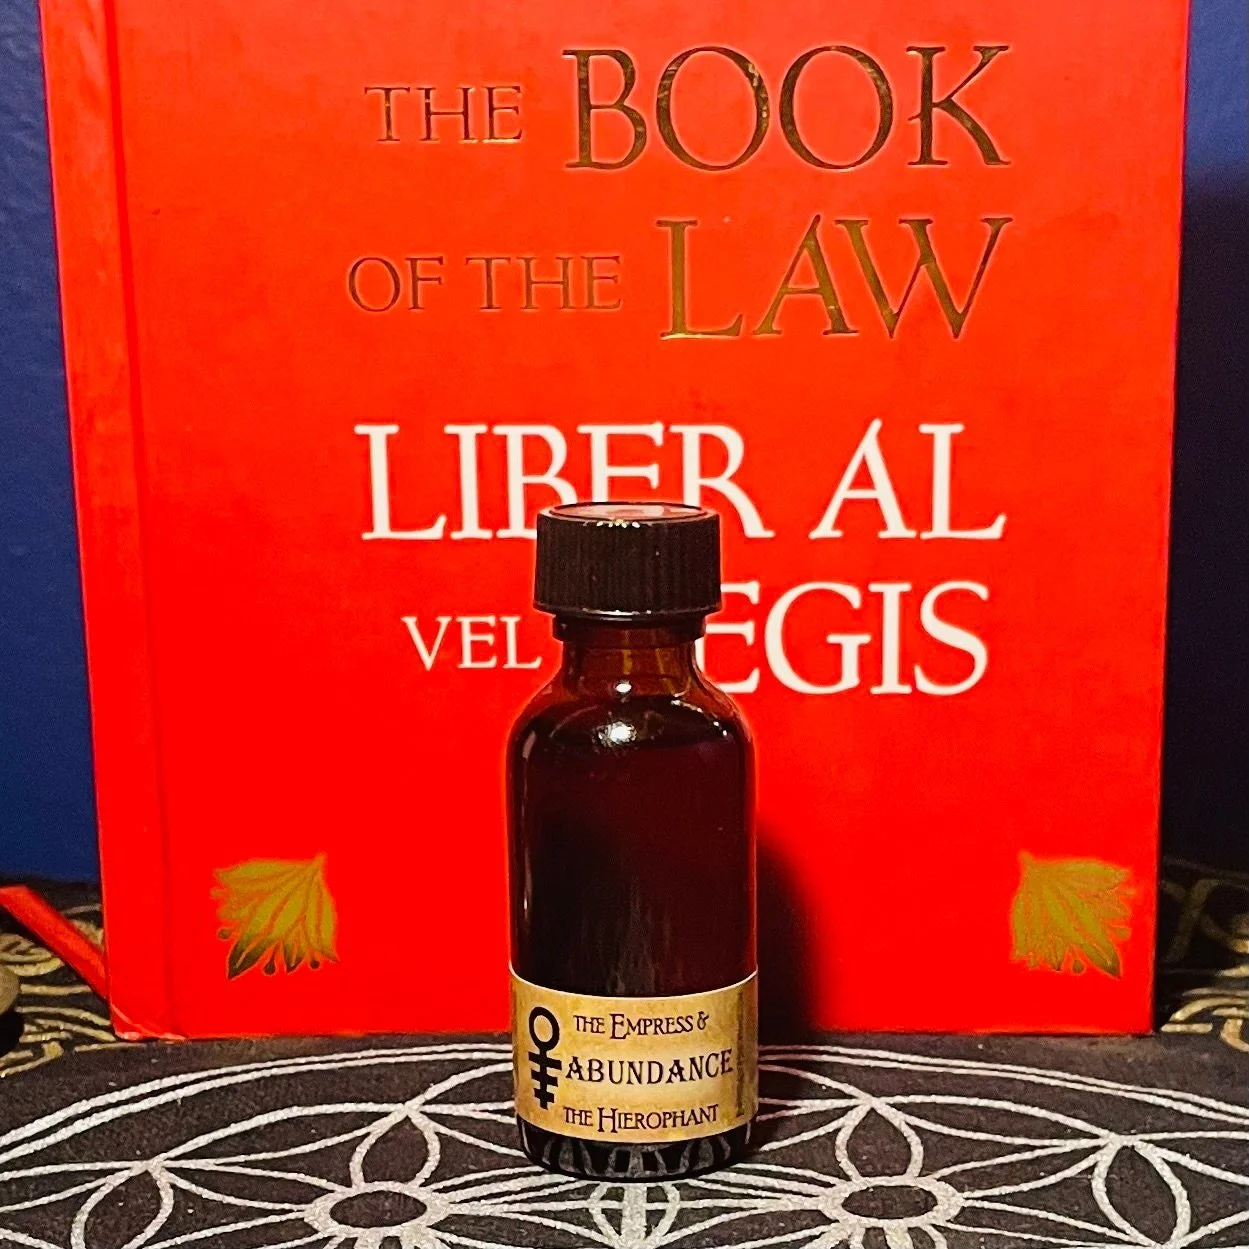 THE BOOK
OF THE LAW
LIBER AL
VEL EGIS
THE EMPRESS &
ABUNDANCE
THE HIEROPHANT